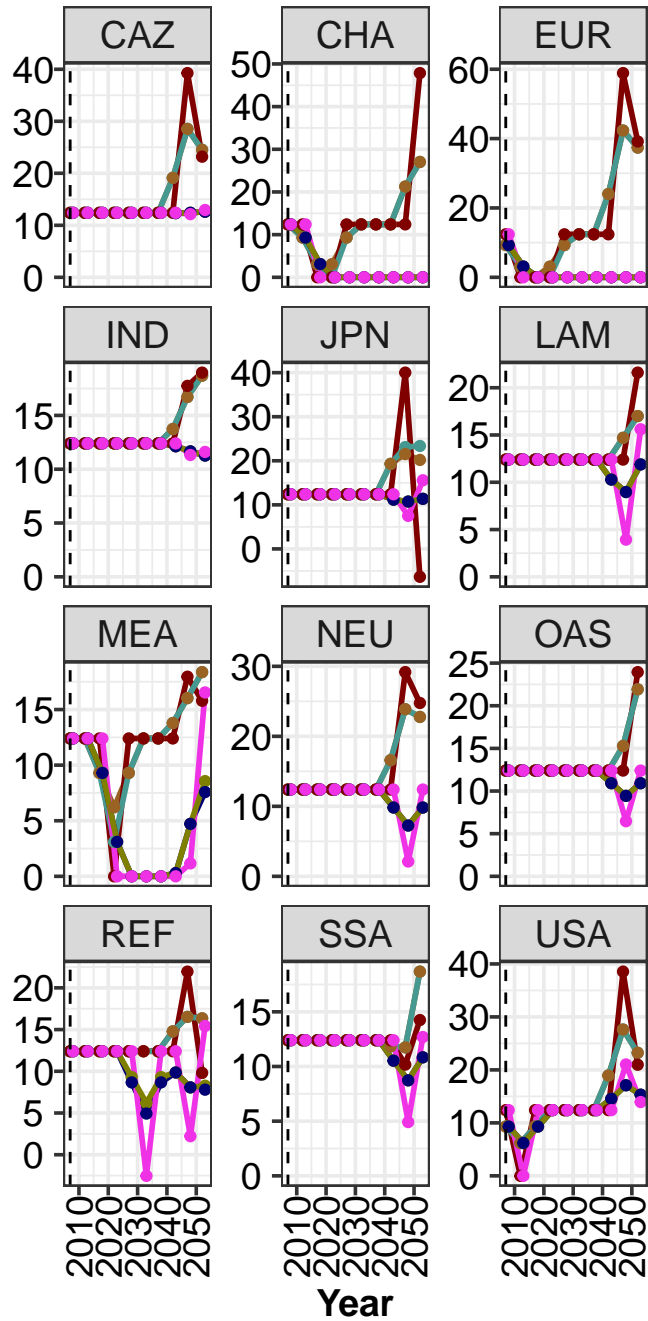 CAZ CHA EUR
40 50 60
30 40 40
20 30 20
10 20 0
0 10
0
IND JPN LAM
15 40 20
10 30 15
5 20 10
0 10 5
0 0
MEA NEU OAS
15 30 25
10 20 20
5 10 15
0 0 10
5
0
REF SSA USA
20 15 40
15 10 30
10 5 20
5 0 10
0 0
2010 2020 2030 2040 2050 2010 2020 2030 2040 2050 2010 2020 2030 2040 2050
Year